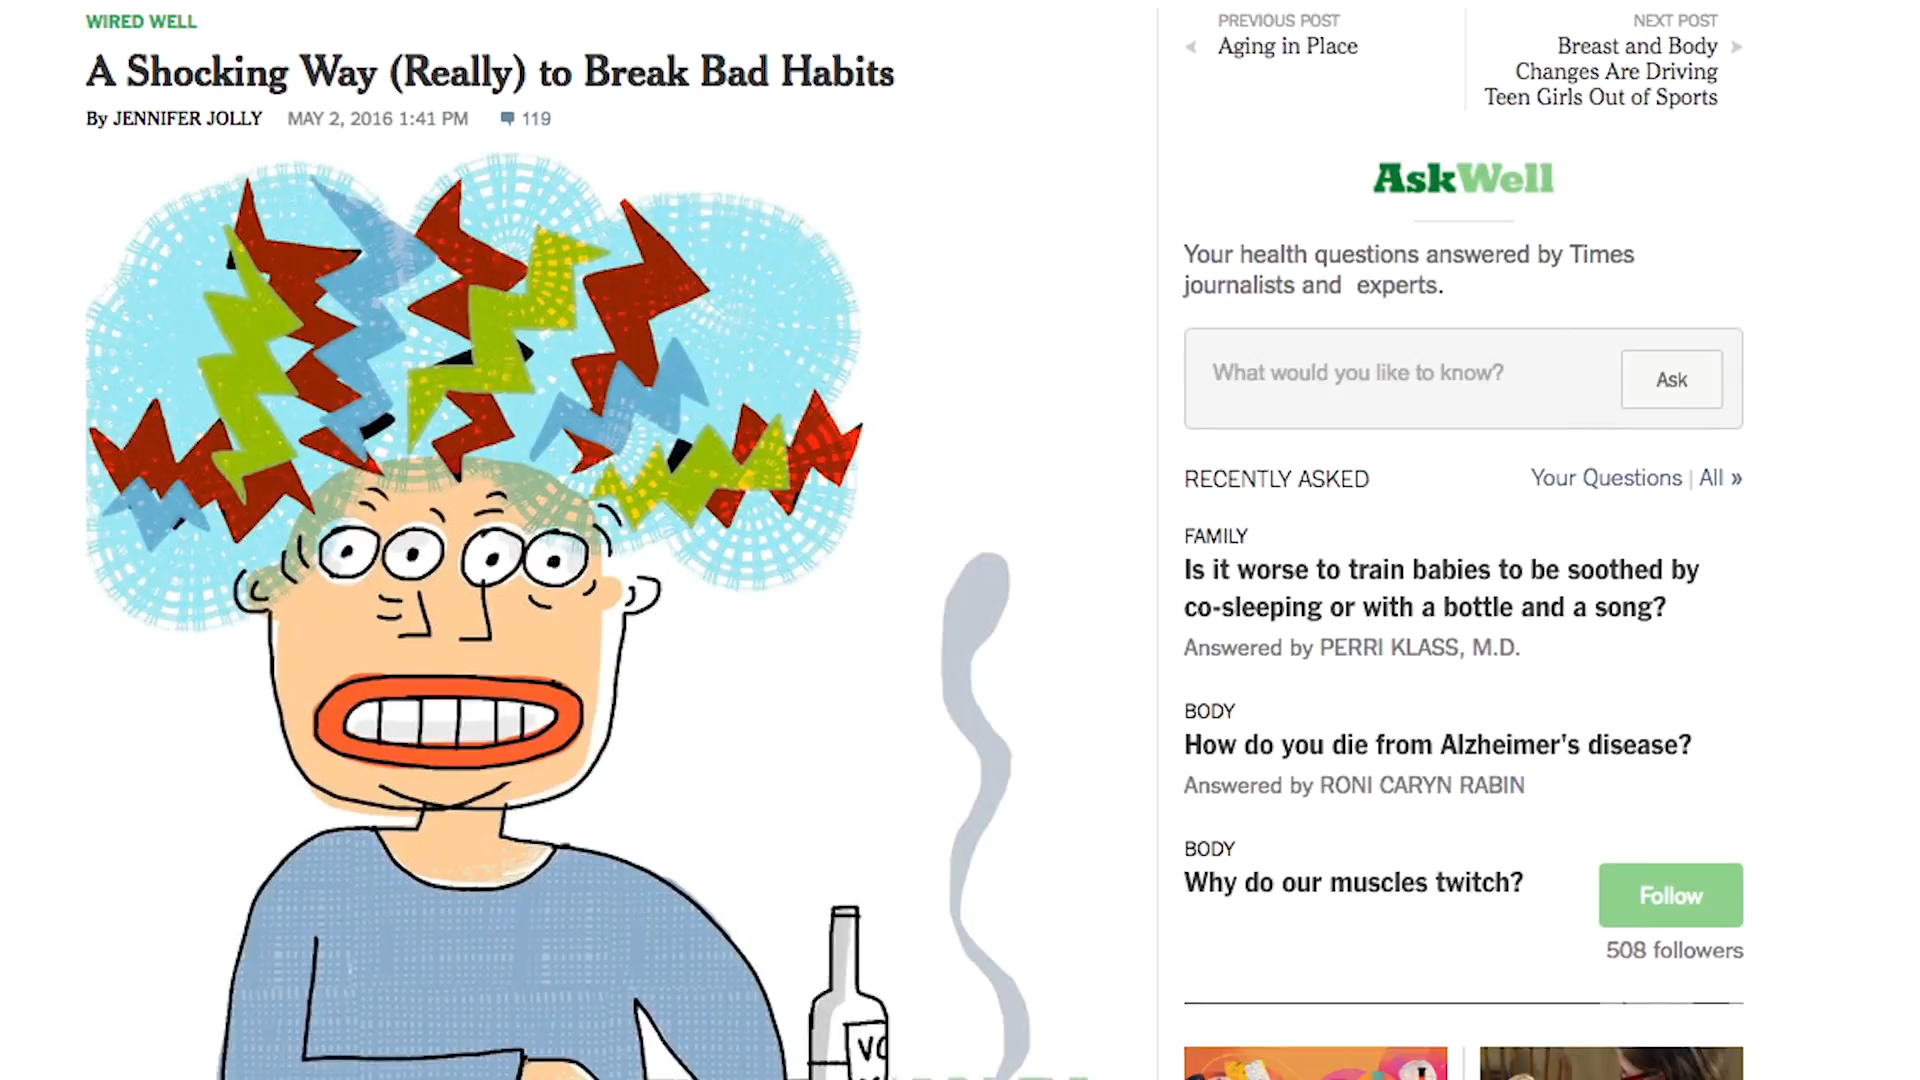 WIRED WELL
A Shocking Way (Really) to Break Bad Habits
By JENNIFER JOLLY MAY 2, 2016 1:41 PM 119
PREVIOUS POST
Aging in Place
NEXT POST
Breast and Body
Changes Are Driving
Teen Girls Out of Sports
AskWell
Your health questions answered by Times
journalists and experts.
What would you like to know?
Ask
RECENTLY ASKED
Your Questions | All »
FAMILY
Is it worse to train babies to be soothed by
co-sleeping or with a bottle and a song?
Answered by PERRI KLASS, M.D.
BODY
How do you die from Alzheimer's disease?
Answered by RONI CARYN RABIN
BODY
Why do our muscles twitch?
Follow
508 followers